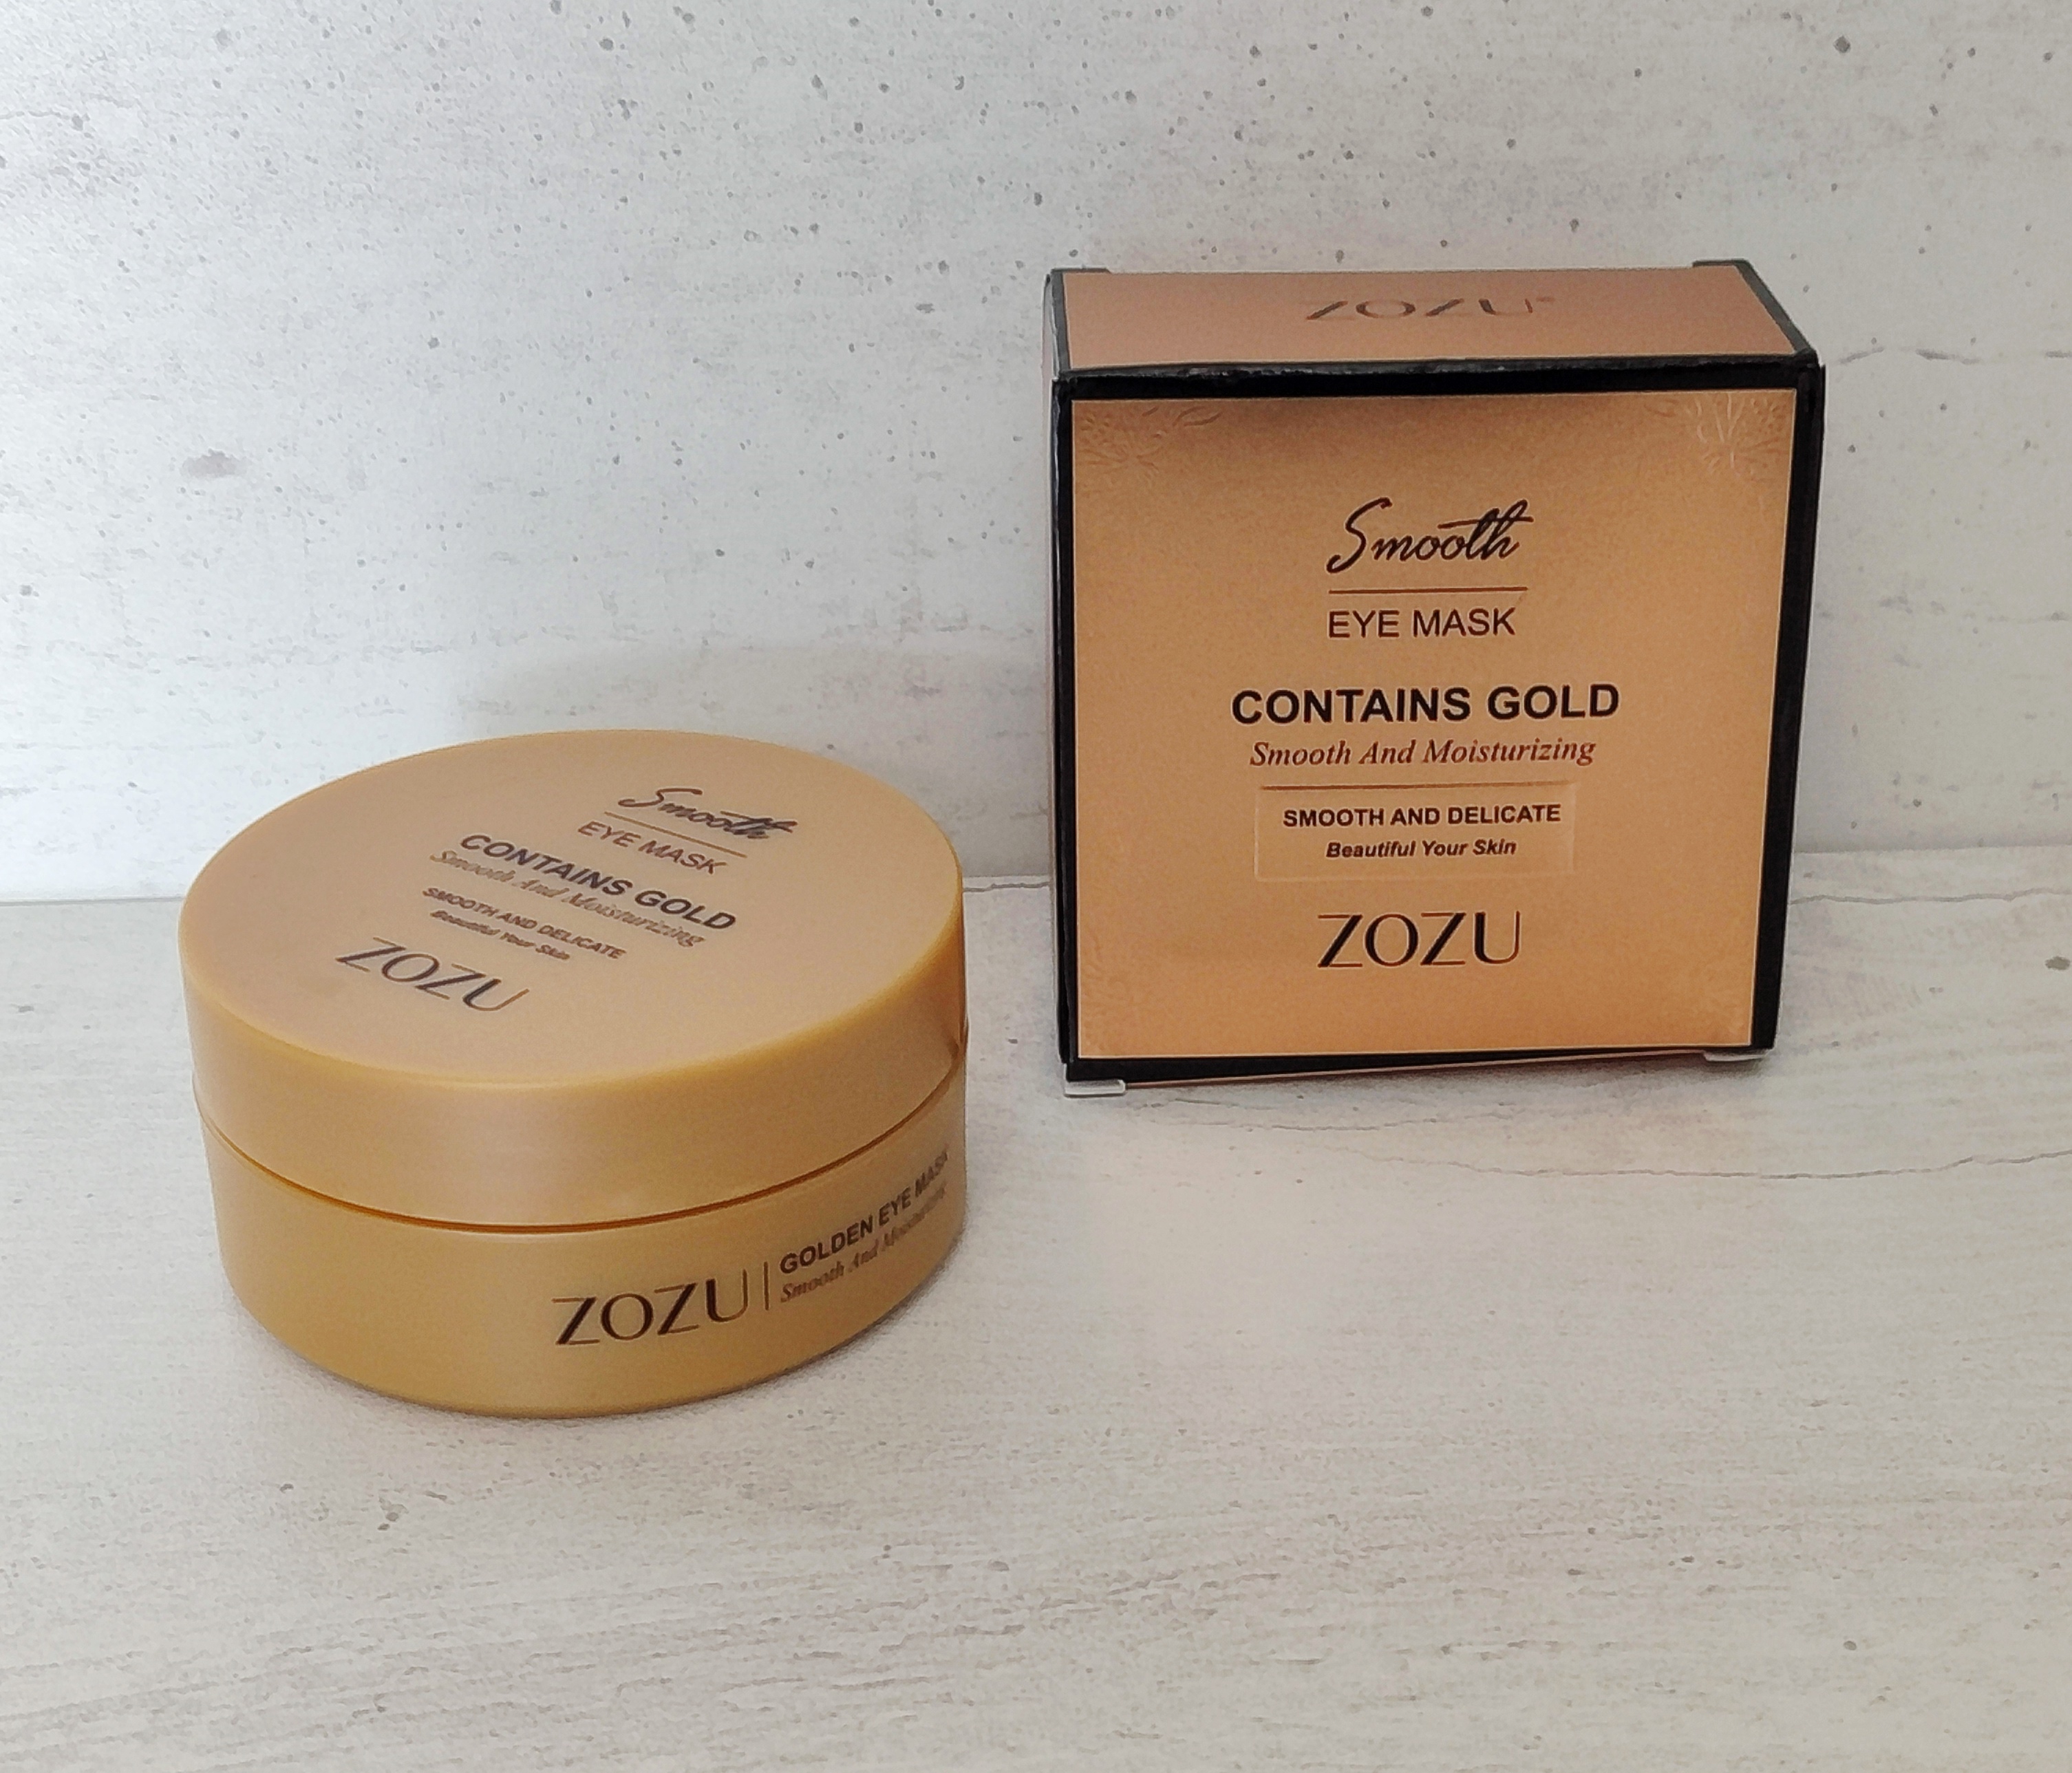 Smooth
EYE MASK
CONTAINS GOLD
Smooth And Moisturizing
SMOOTH AND DELICATE
Beautiful Your Skin
ZOZU
ZOZU
GOLDEN EYE MASK
Smooth And Moisturizing
ZOZU
Smooth
EYE MASK
CONTAINS GOLD
Smooth And Moisturizing
SMOOTH AND DELICATE
Beautiful Your Skin
ZOZU